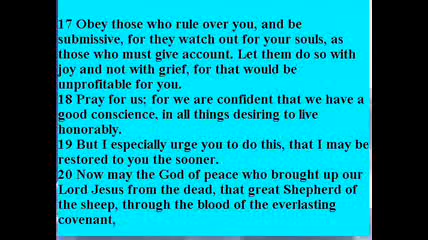 17 Obey those who rule over you, and be
submissive, for they watch out for your souls, as
those who must give account. Let them do so with
joy and not with grief, for that would be
unprofitable for you.
18 Pray for us; for we are confident that we have a
good conscience, in all things desiring to live
honorably.
19 But I especially urge you to do this, that I may be
restored to you the sooner.
20 Now may the God of peace who brought up our
Lord Jesus from the dead, that great Shepherd of
the sheep, through the blood of the everlasting
covenant,